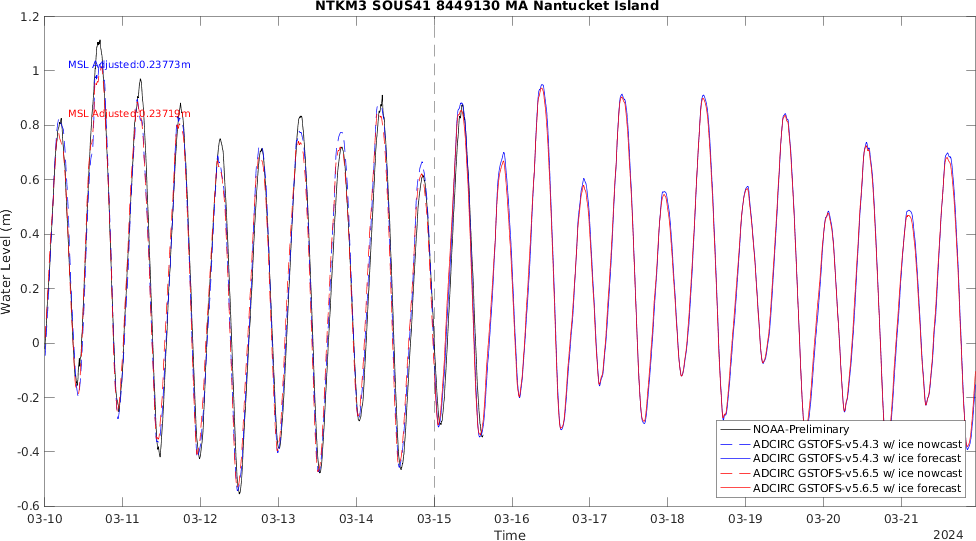 NTKM3 SOUS41 8449130 MA Nantucket Island
1.2
1
0.8
0.6
0.4
0.2
0
-0.2
-0.4
-0.6
Water Level (m)
MSL Adjusted:0.23773m
MSL Adjusted:0.23719m
NOAA-Preliminary
ADCIRC GSTOFS-v5.4.3 w/ ice nowcast
ADCIRC GSTOFS-v5.4.3 w/ ice forecast
ADCIRC GSTOFS-v5.6.5 w/ ice nowcast
ADCIRC GSTOFS-v5.6.5 w/ ice forecast
03-10 03-11 03-12 03-13 03-14 03-15 03-16 03-17 03-18 03-19 03-20 03-21
Time
2024